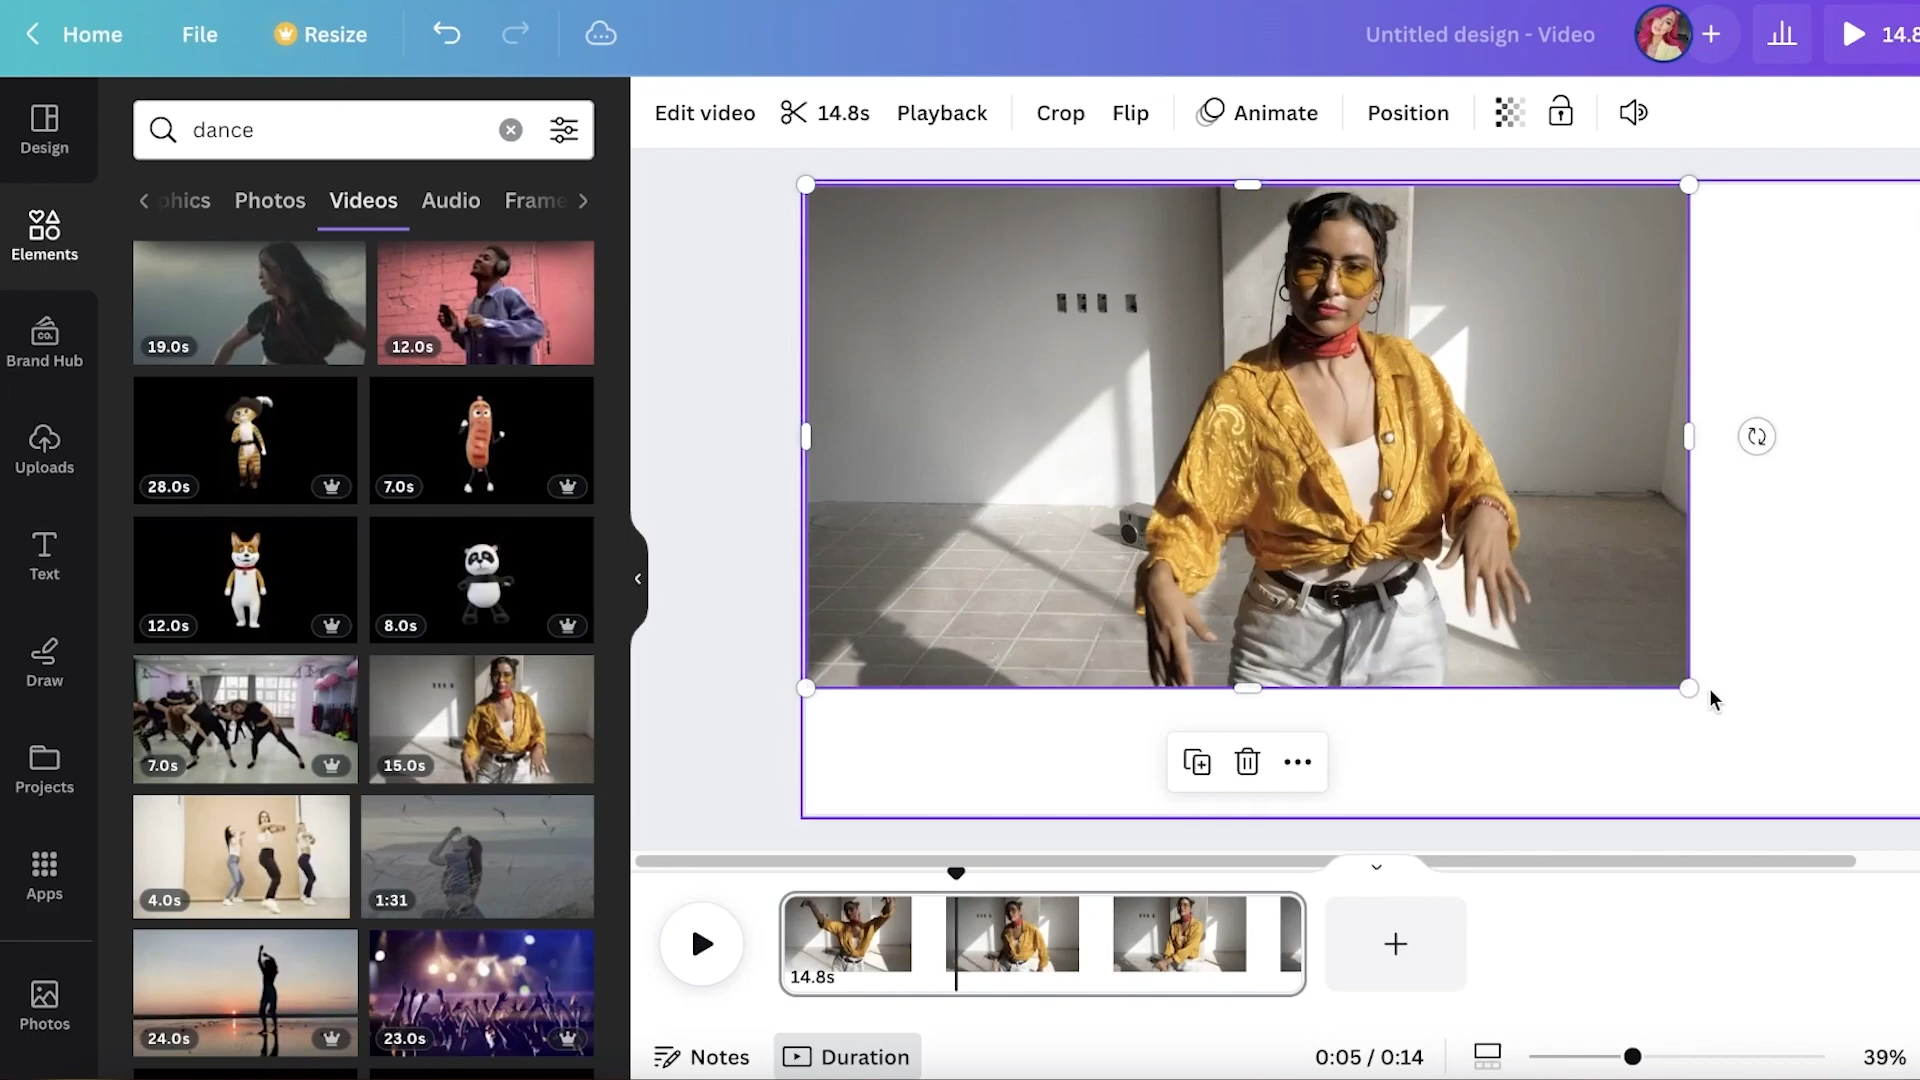 Home File Resize Untitled design - Video 14.8
Design
Elements
Brand Hub
CO.
Uploads
Text
Draw
Projects
Apps
Photos
dance
Photos Videos Audio Frame
19.0s 12.0s
28.0s 7.0s
12.0s 8.0s
7.0s 15.0s
4.0s 1:31
24.0s 23.0s
Edit video 14.8s Playback Crop Flip Animate Position
14.8s
Notes Duration 0:05 / 0:14 39%